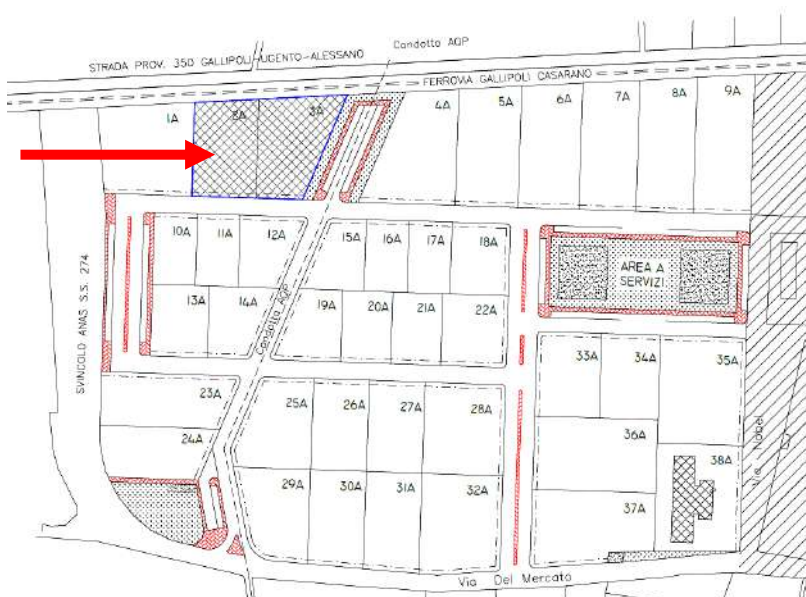 Condotta AQP
STRADA PROV. 350 GALLIPOLI-UGENTO-ALESSANO
FERROVIA GALLIPOLI CASARANO
1A
2A
3A
4A
5A
6A
7A
8A
9A
10A
11A
12A
15A
16A
17A
18A
AREA A
SERVIZI
13A
14A
19A
20A
21A
22A
Condotta AQP
SVINCOLO ANAS S.S. 274
33A
34A
35A
23A
25A
26A
27A
28A
24A
36A
38A
29A
30A
31A
32A
37A
Via Nobel
Via Del Mercato